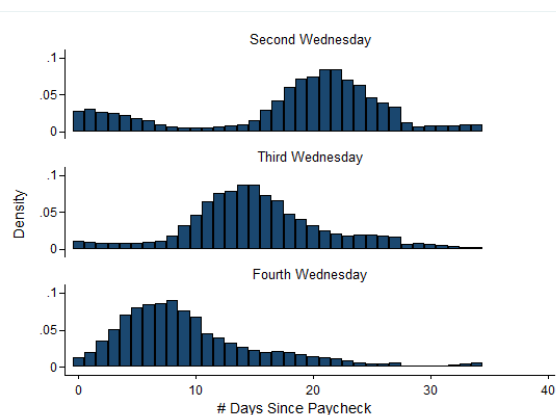 Second Wednesday
.1
.05
0
Third Wednesday
.1
.05
0
Density
Fourth Wednesday
.1
.05
0
0 10 20 30 40
# Days Since Paycheck